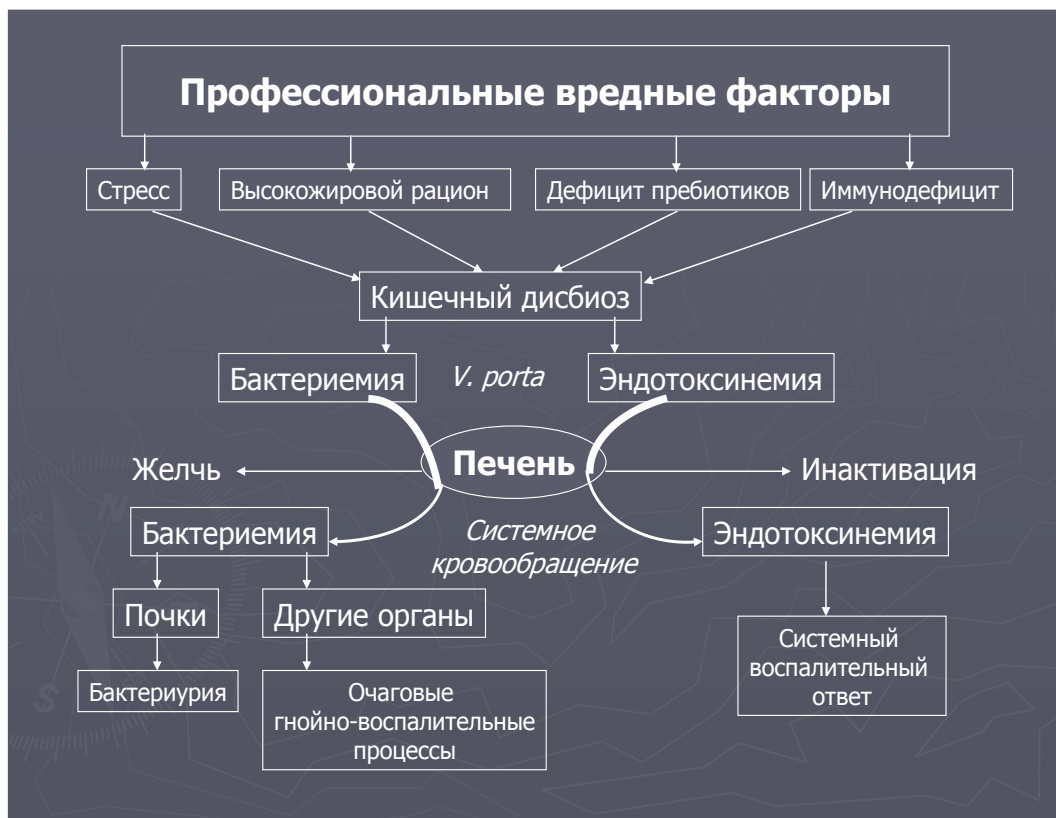 Профессиональные вредные факторы
Стресс
Высокожировой рацион
Дефицит пребиотиков
Иммунодефицит
Кишечный дисбиоз
Бактериемия
V. porta
Эндотоксинемия
Желчь
Печень
Инактивация
Бактериемия
Системное
кровообращение
Эндотоксинемия
Почки
Другие органы
Системный
воспалительный
ответ
Бактериурия
Очаговые
гнойно-воспалительные
процессы
N
NW
S